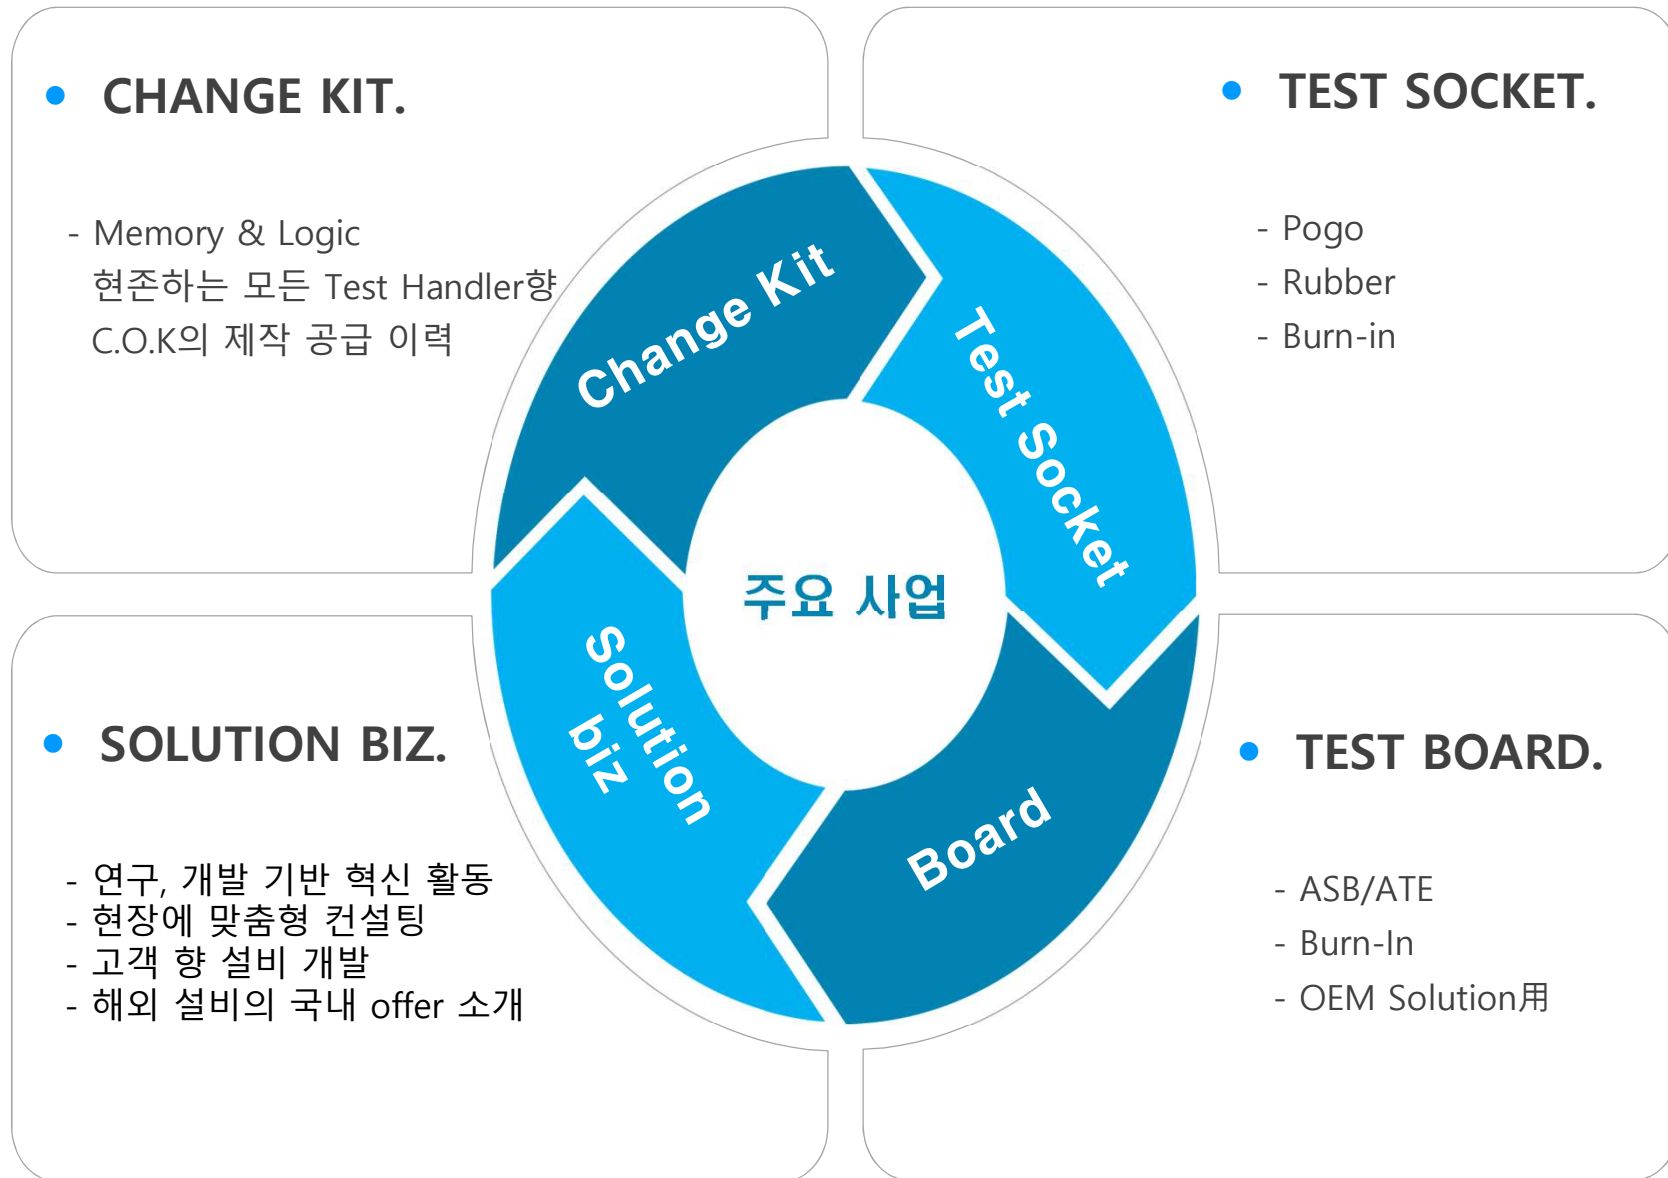 • CHANGE KIT.
- Memory & Logic
현존하는 모든 Test Handler향
C.O.K의 제작 공급 이력
• TEST SOCKET.
- Pogo
- Rubber
- Burn-in
Change Kit
Test Socket
주요 사업
Solution
biz
Board
• SOLUTION BIZ.
- 연구, 개발 기반 혁신 활동
- 현장에 맞춤형 컨설팅
- 고객 향 설비 개발
- 해외 설비의 국내 offer 소개
• TEST BOARD.
- ASB/ATE
- Burn-In
- OEM Solution用